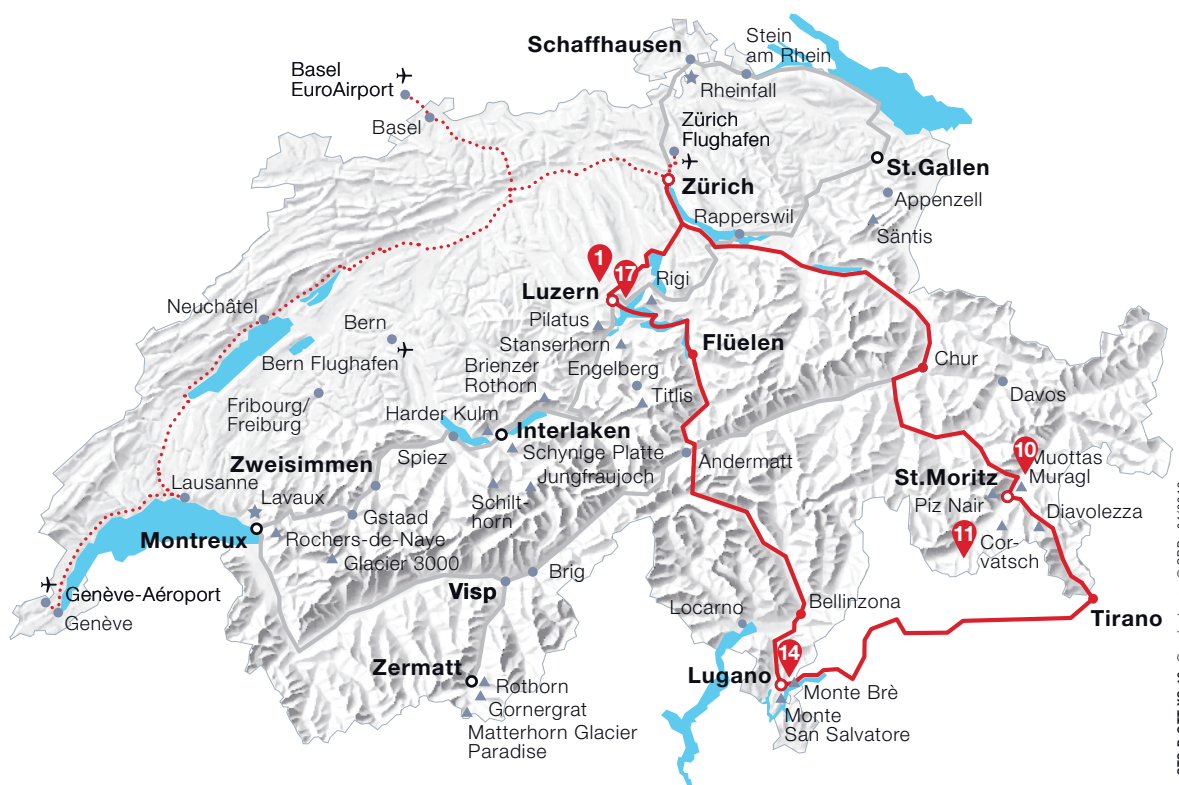 Schaffhausen
Stein
am Rhein
Basel
EuroAirport
Rheinfall
Basel
Zürich
Flughafen
St.Gallen
Zürich
Appenzell
Rapperswil
Säntis
1
17
Rigi
Luzern
Neuchâtel
Pilatus
Bern
Stanserhorn
Flüelen
Bern Flughafen
Brienzer
Rothorn
Engelberg
Chur
Titlis
Davos
Fribourg/
Freiburg
Harder Kulm
Interlaken
10
Muottas
Muragl
Spiez
Schynige Platte
Andermatt
Zweisimmen
Jungfraujoch
St.Moritz
Lausanne
Lavaux
Schilt-
horn
Piz Nair
Diavolezza
Gstaad
11
Cor-
vatsch
Montreux
Rochers-de-Naye
Glacier 3000
Brig
Genève-Aéroport
Visp
Locarno
Bellinzona
Genève
Tirano
14
Zermatt
Lugano
Rothorn
Monte Brè
Gornergrat
Monte
San Salvatore
Matterhorn Glacier
Paradise